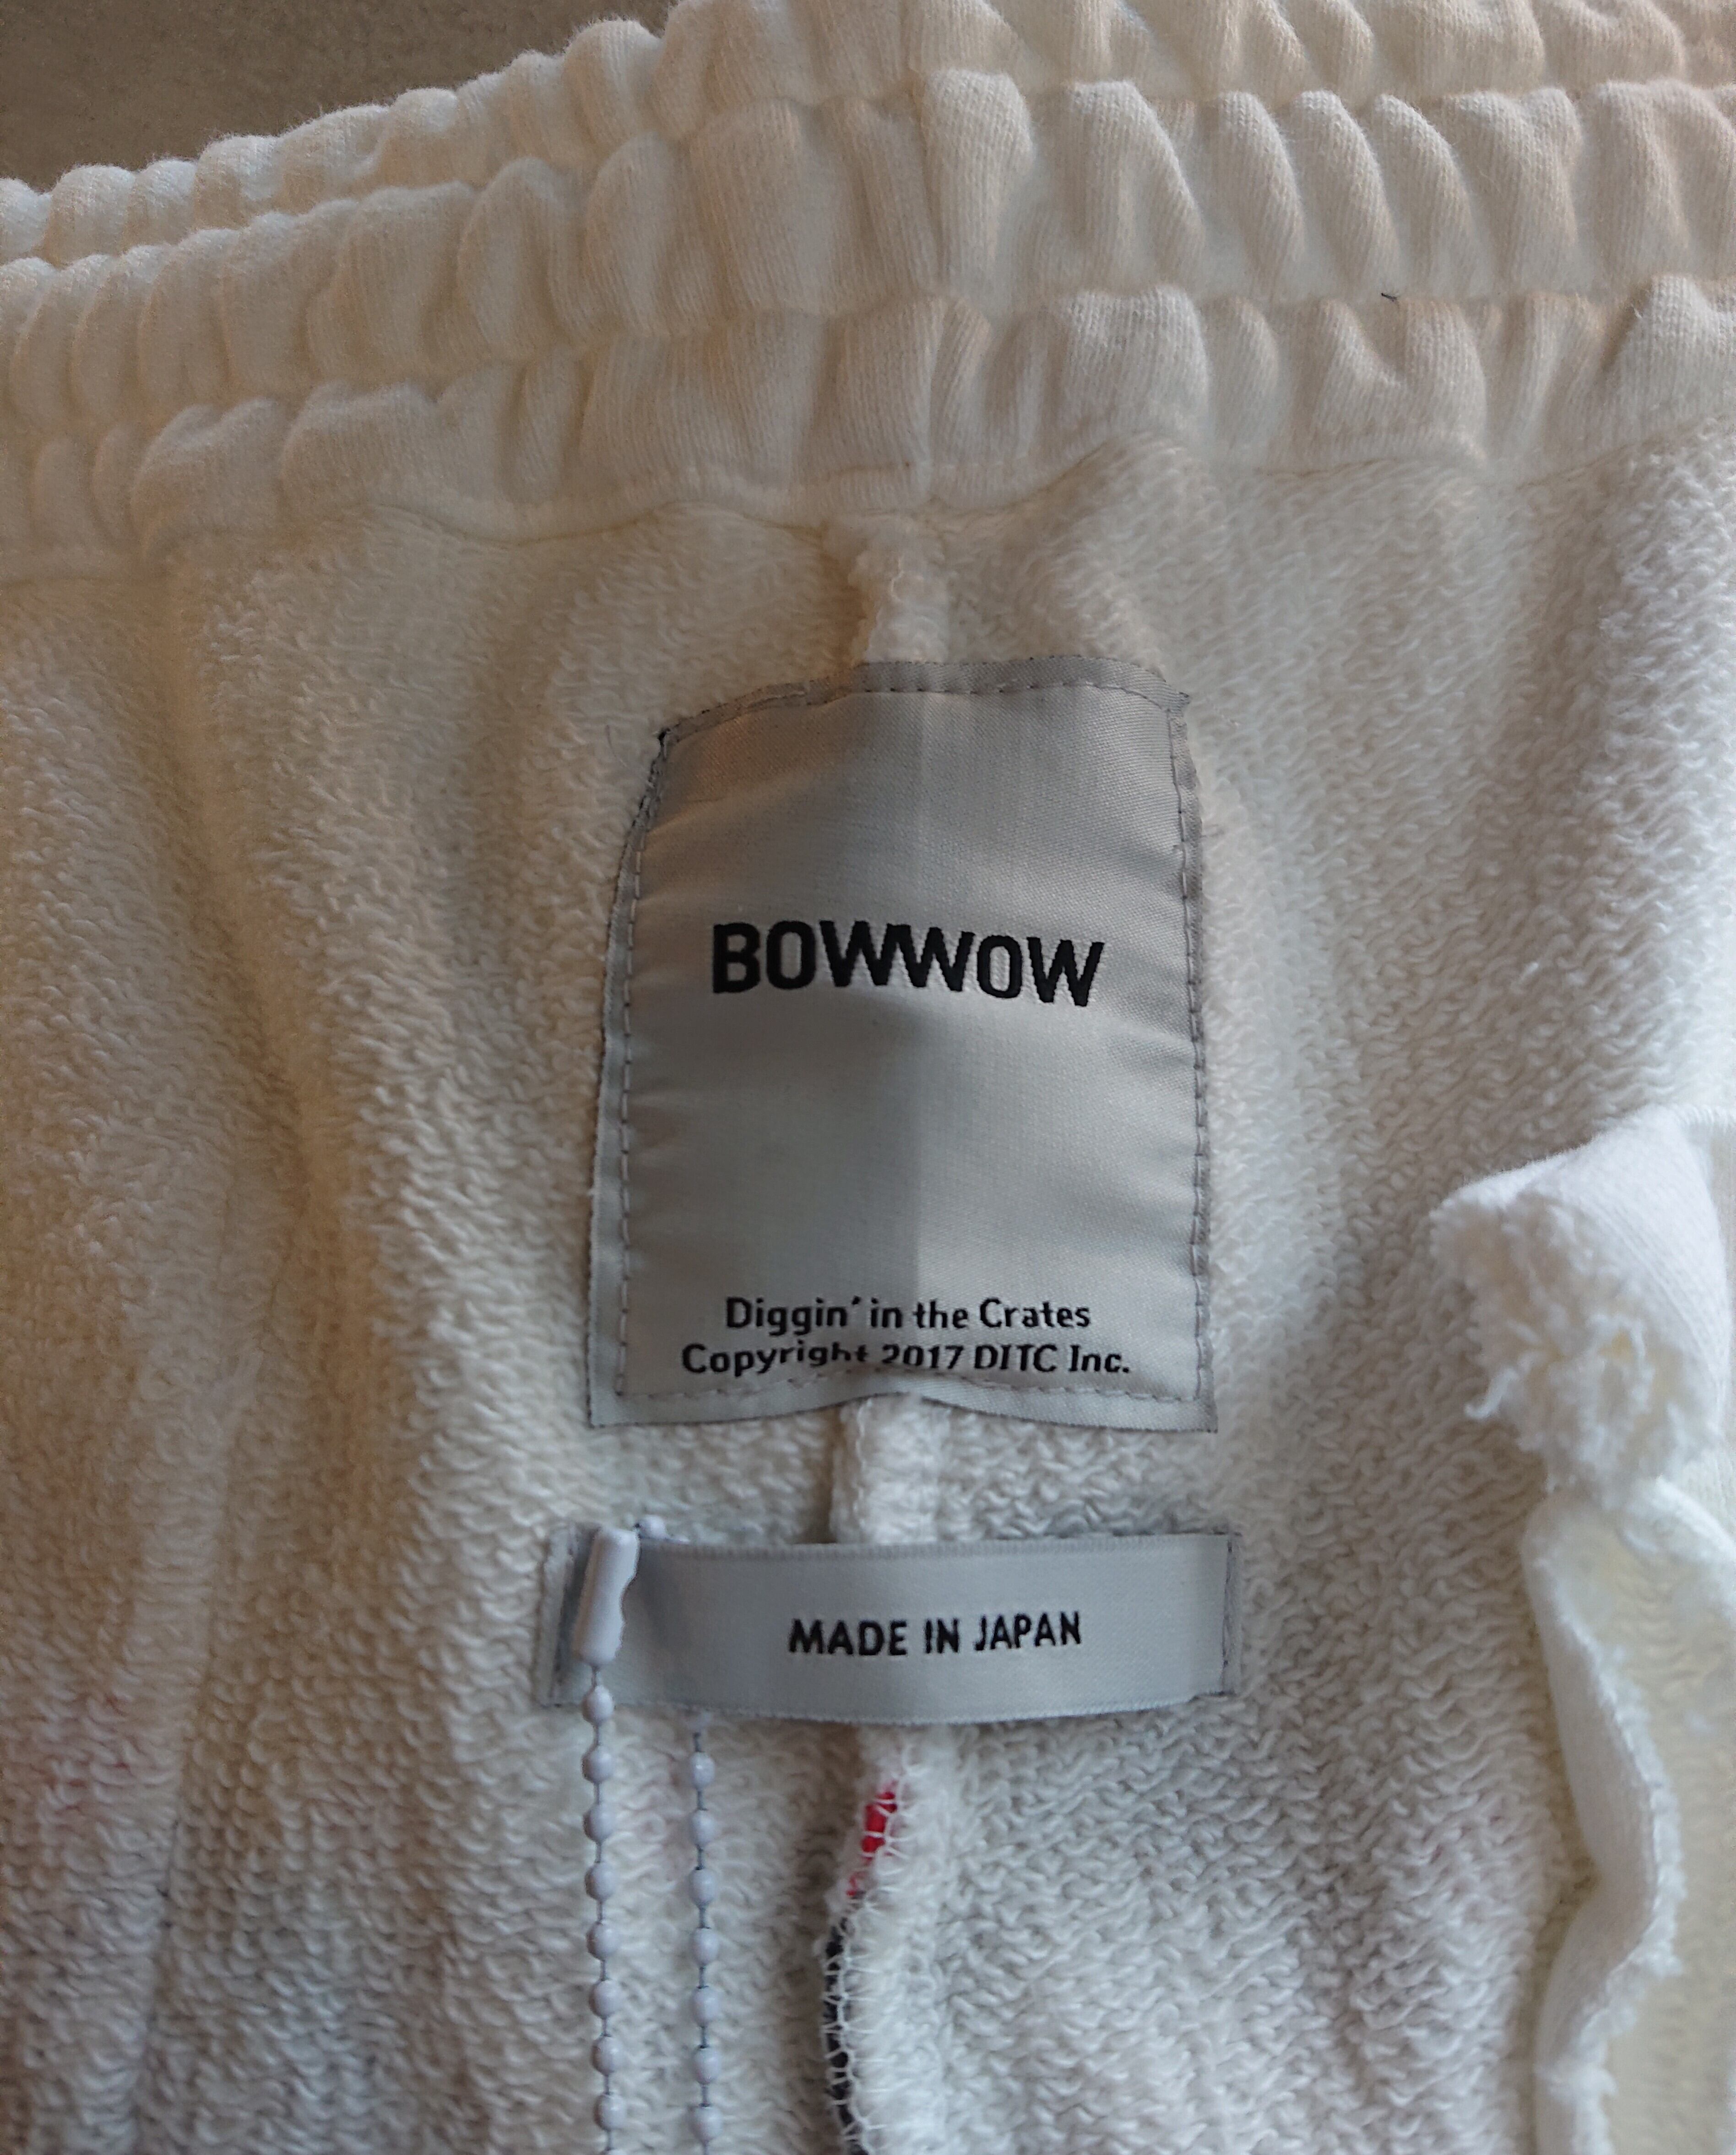 BOWWOW
Diggin' in the Crates
Copyright 2017 DITC Inc.
MADE IN JAPAN